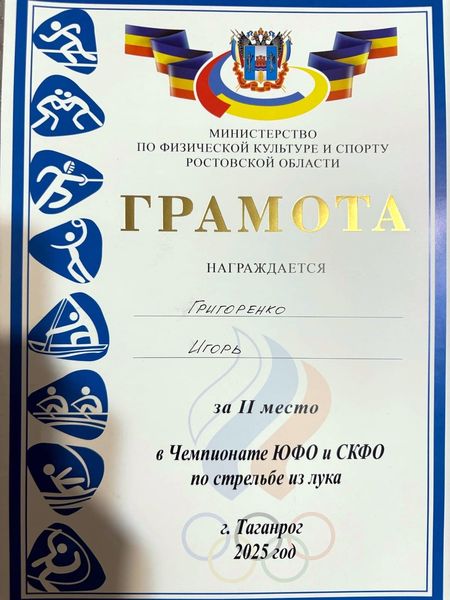 МИНИСТЕРСТВО
ПО ФИЗИЧЕСКОЙ КУЛЬТУРЕ И СПОРТУ
РОСТОВСКОЙ ОБЛАСТИ
ГРАМОТА
НАГРАЖДАЕТСЯ
ГРИГОРЕНКО
ИГОРЬ
за II место
в Чемпионате ЮФО и СКФО
по стрельбе из лука
г. Таганрог
2025 год